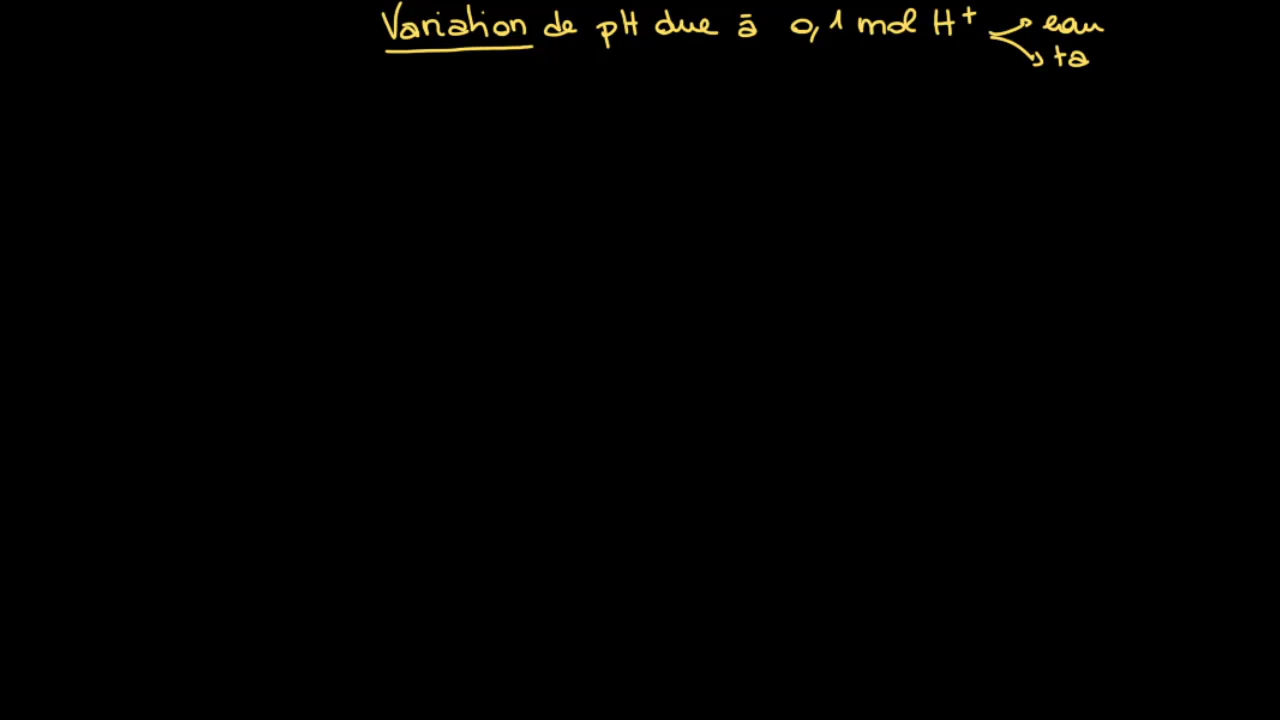 Variation de pH due à 0,1 mol H+ → eau
→ ta